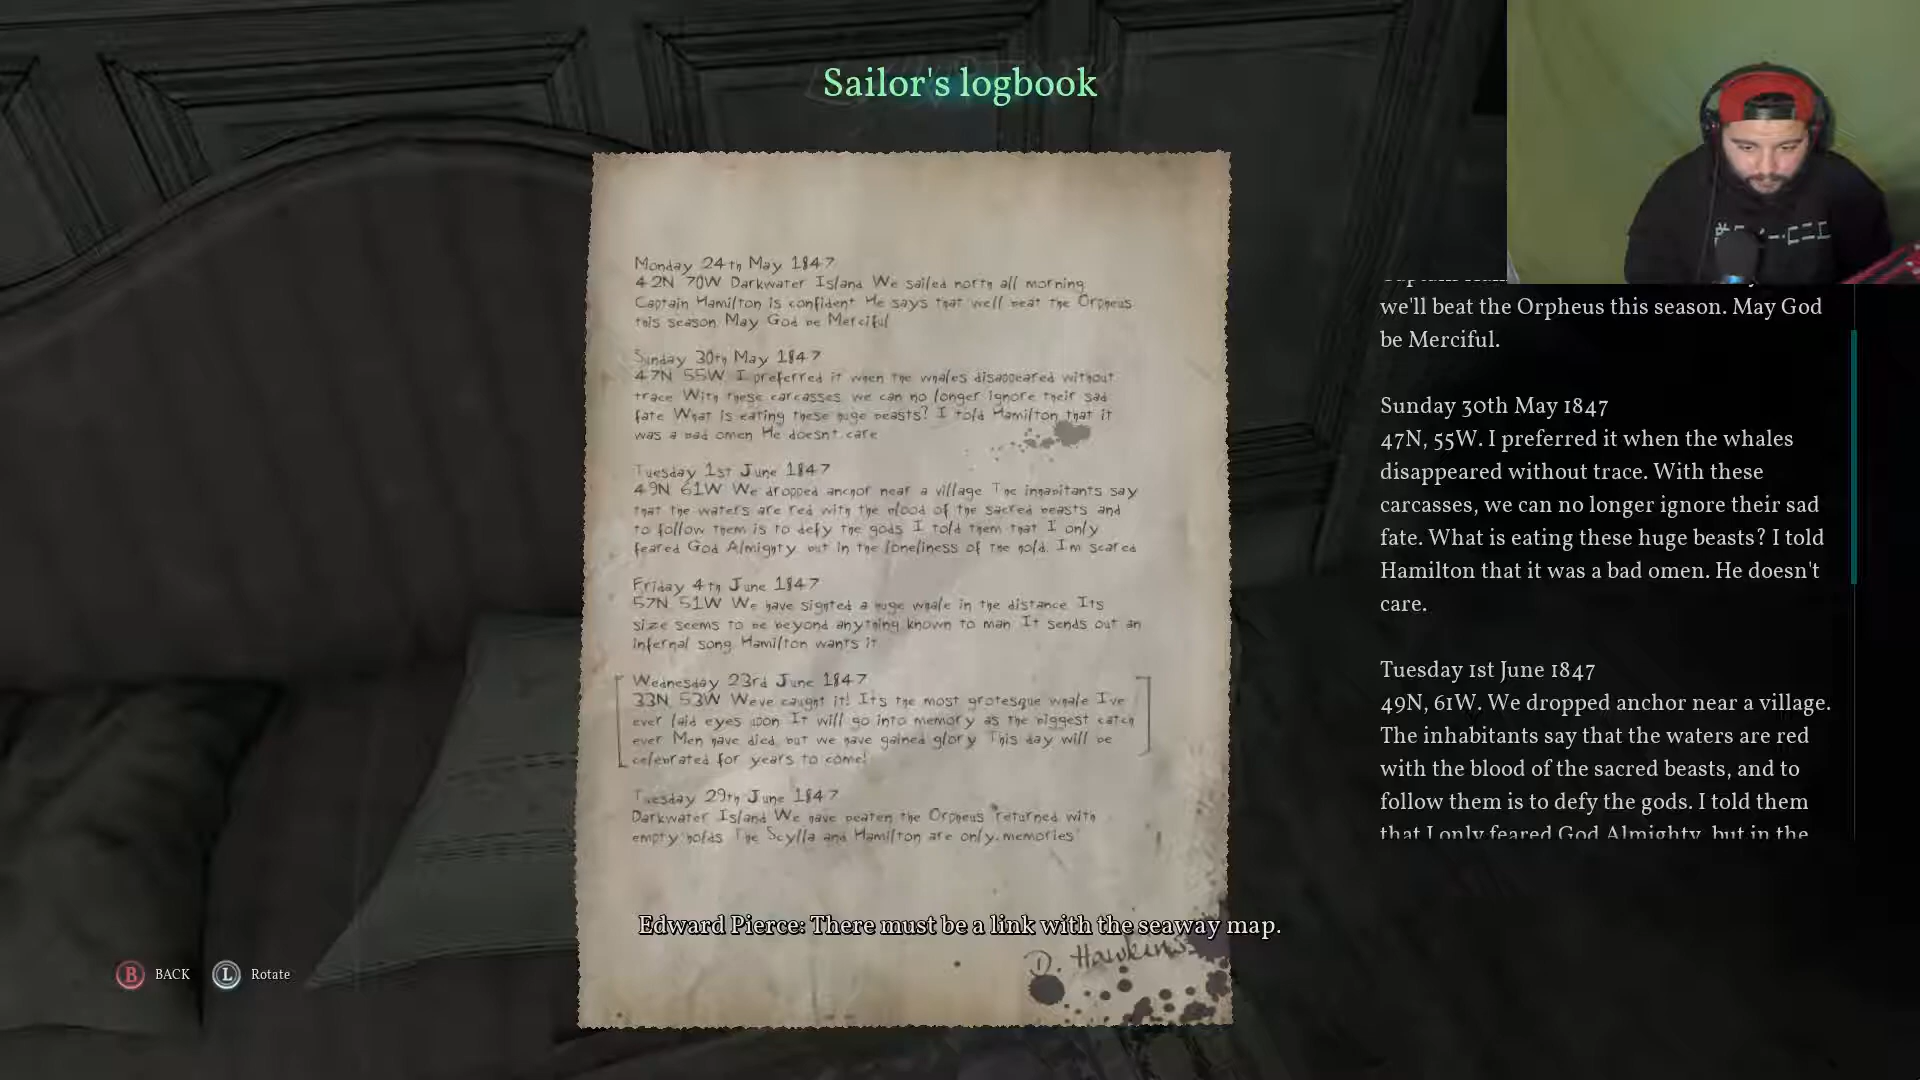 Sailor's logbook
Monday 24th May 1847
42N 70W Darkwater Island We sailed north all morning
Captain Hamilton is confident He says that we'll beat the Orpheus
this season May God be Merciful
Sunday 30th May 1847
47N 55W I preferred it when the whales disappeared without
trace With these carcasses we can no longer ignore their sad
fate What is eating these huge beasts? I told Hamilton that it
was a bad omen He doesn't care
Tuesday 1st June 1847
49N 61W We dropped anchor near a village The inhabitants say
that the waters are red with the blood of the sacred beasts and
to follow them is to defy the gods I told them that I only
feared God Almighty but in the loneliness of the hold. I'm scared
Friday 4th June 1847
57N 51W We have sighted a huge whale in the distance Its
size seems to be beyond anything known to man It sends out an
infernal song Hamilton wants it
Wednesday 23rd June 1847
33N 53W We've caught it! It's the most grotesque whale I've
ever laid eyes upon It will go into memory as the biggest catch
ever Men have died, but we have gained glory This day will be
celebrated for years to come!
Tuesday 29th June 1847
Darkwater Island We have beaten the Orpheus returned with
empty holds The Scylla and Hamilton are only memories
D. Hawkins
Edward Pierce: There must be a link with the seaway map.
B BACK L Rotate
we'll beat the Orpheus this season. May God
be Merciful.
Sunday 30th May 1847
47N, 55W. I preferred it when the whales
disappeared without trace. With these
carcasses, we can no longer ignore their sad
fate. What is eating these huge beasts? I told
Hamilton that it was a bad omen. He doesn't
care.
Tuesday 1st June 1847
49N, 61W. We dropped anchor near a village.
The inhabitants say that the waters are red
with the blood of the sacred beasts, and to
follow them is to defy the gods. I told them
that I only feared God Almighty, but in the